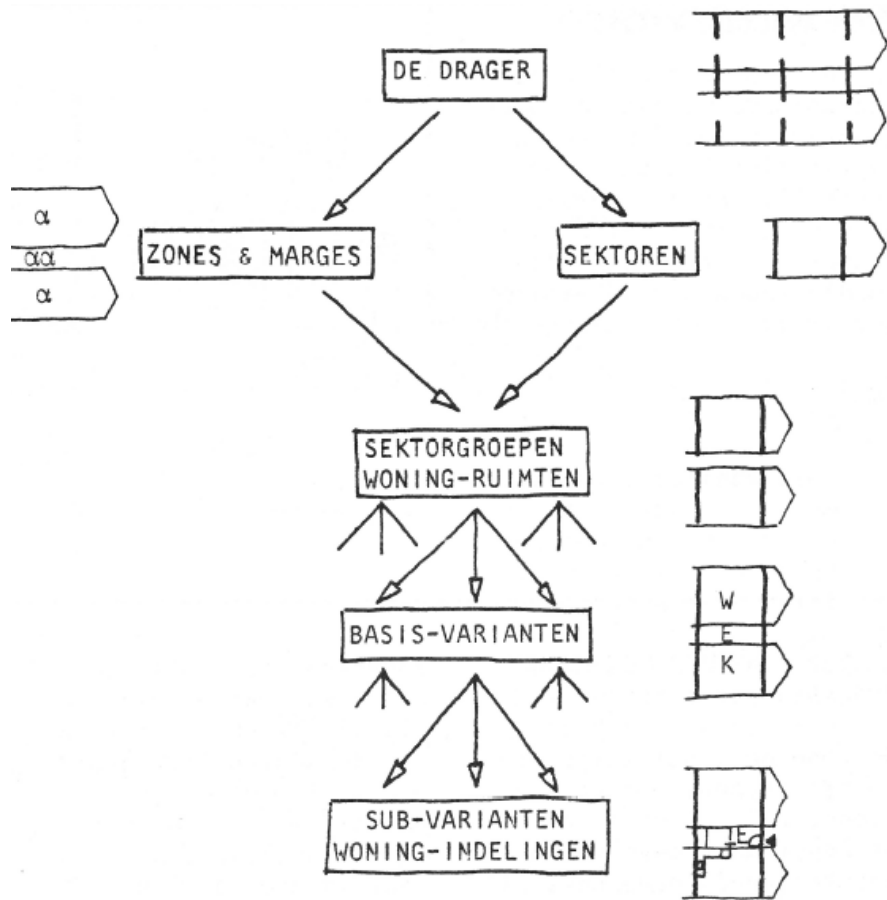 DE DRAGER
α
αα
α
ZONES & MARGES
SEKTOREN
SEKTORGROEPEN
WONING-RUIMTEN
BASIS-VARIANTEN
W
E
K
SUB-VARIANTEN
WONING-INDELINGEN
E